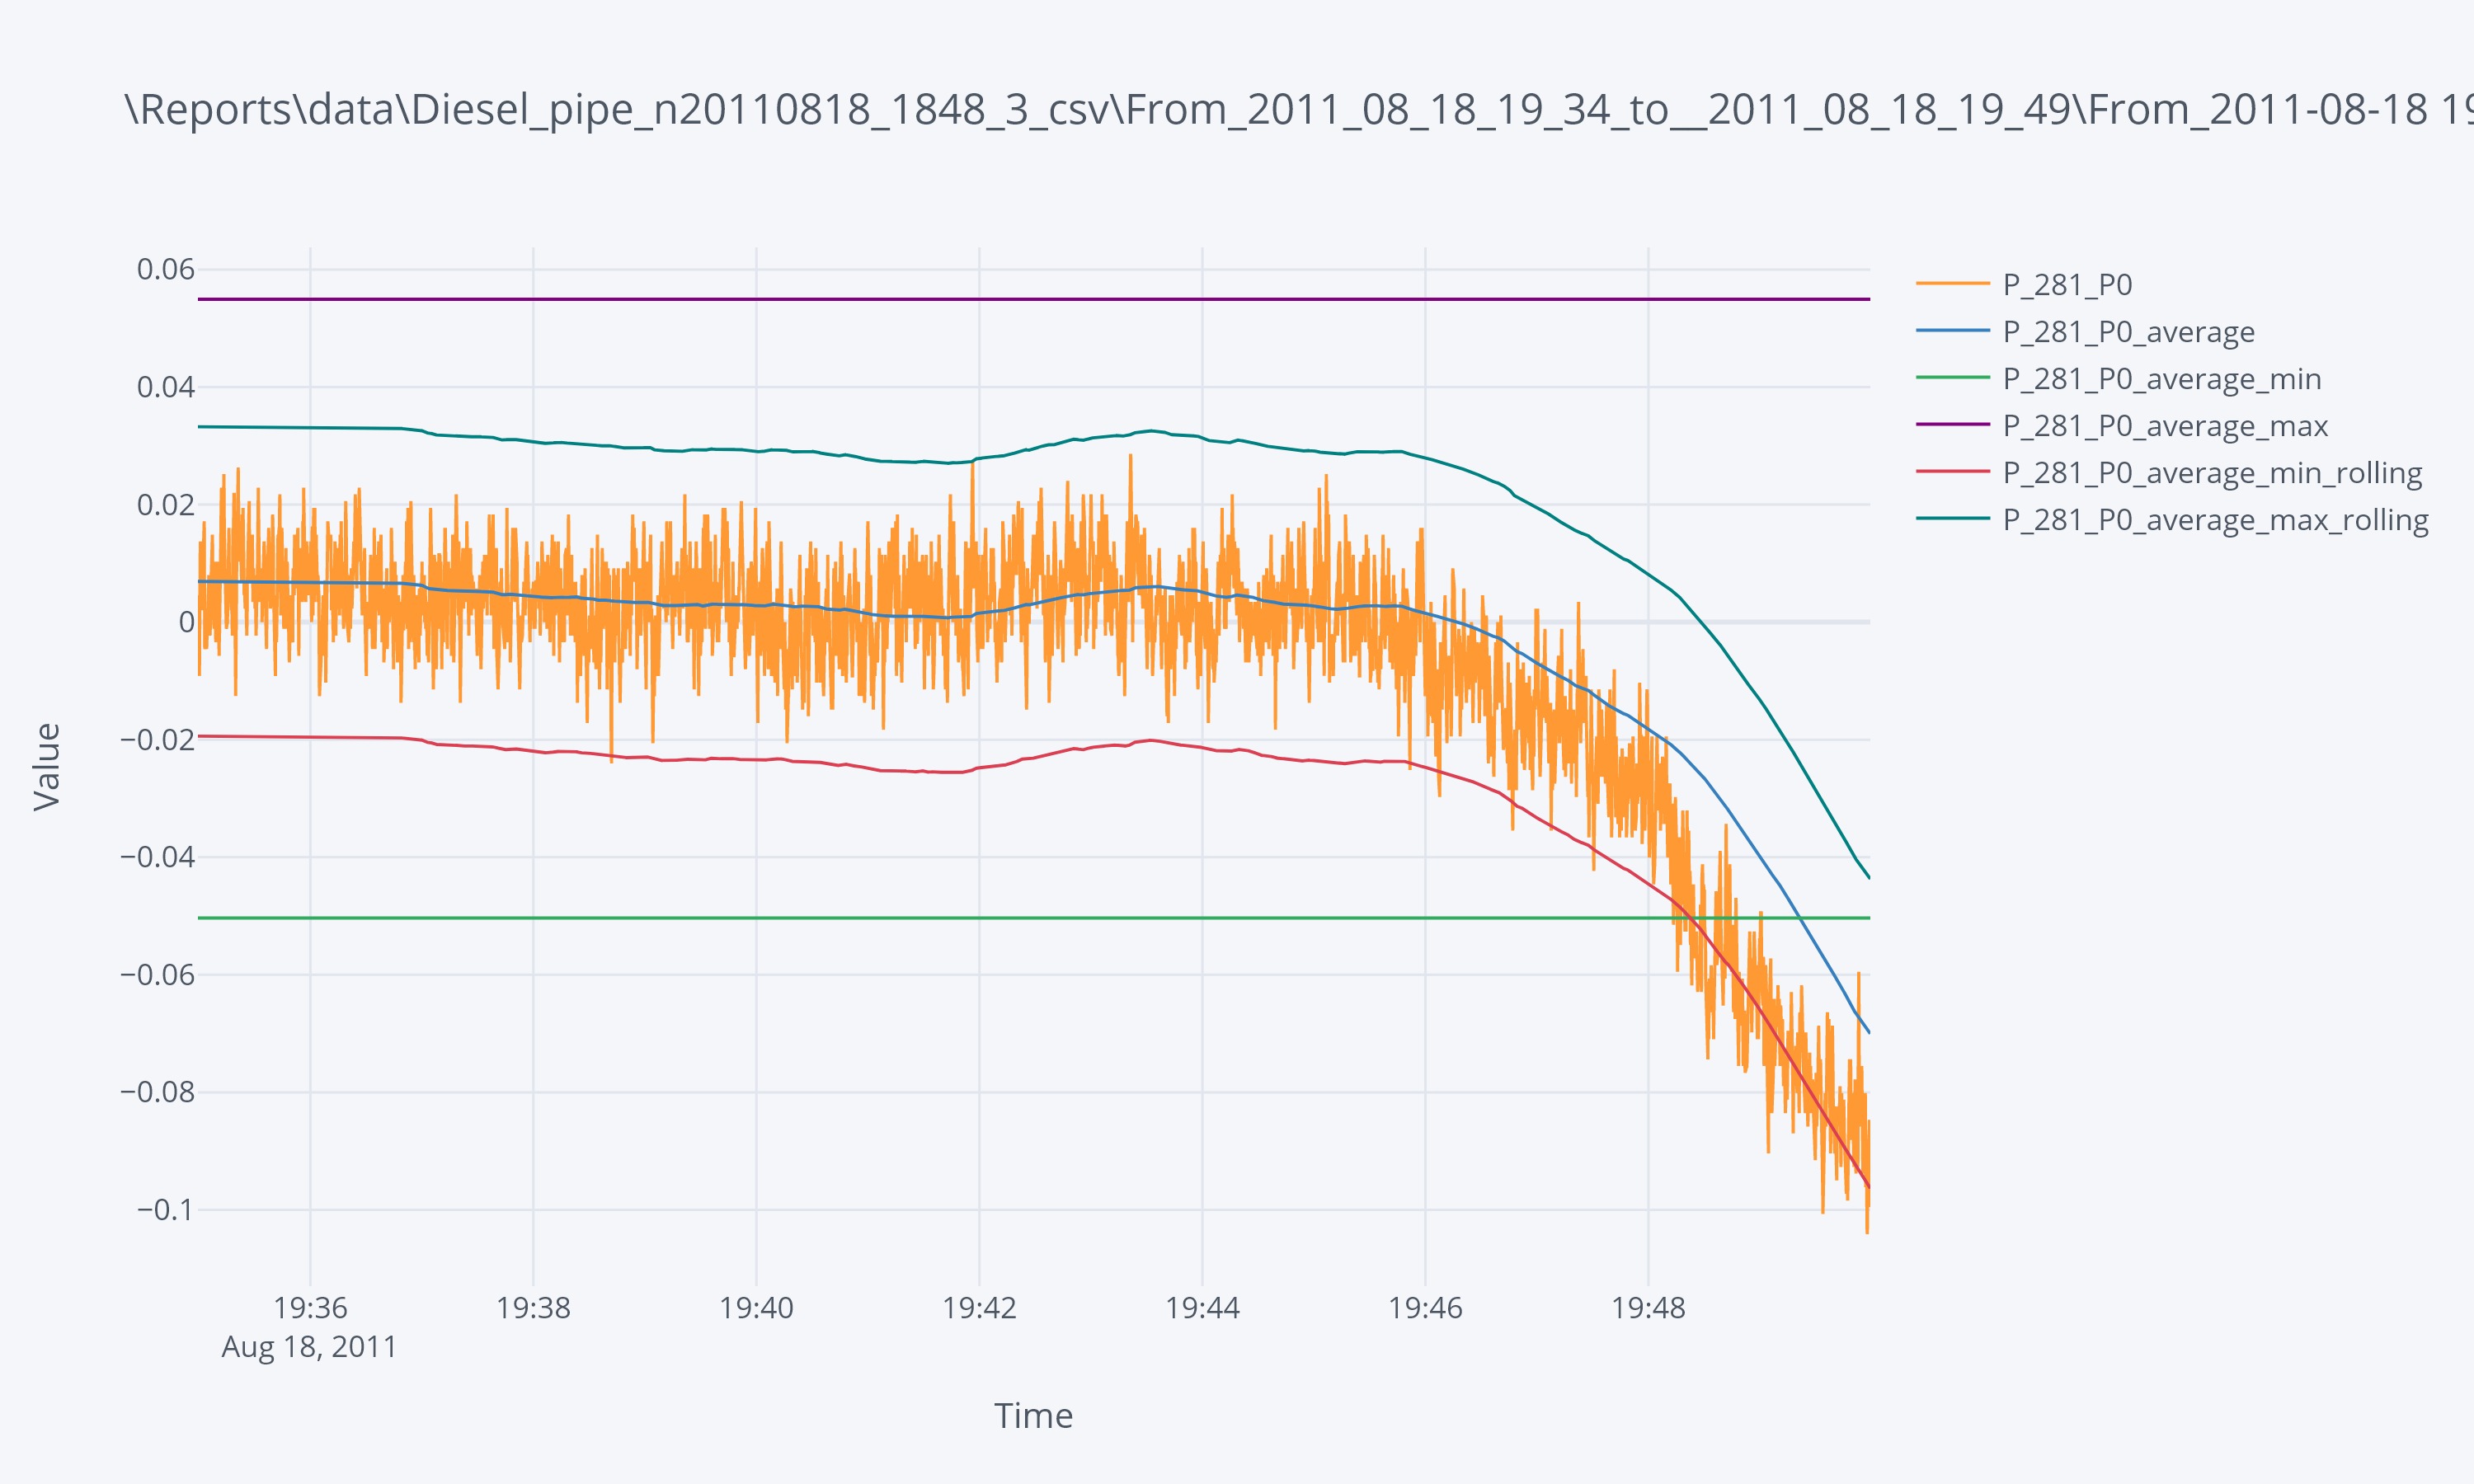 \Reports\data\Diesel_pipe_n20110818_1848_3_csv\From_2011_08_18_19_34_to__2011_08_18_19_49\From_2011-08-18 19
0.06
0.04
0.02
0
−0.02
−0.04
−0.06
−0.08
−0.1
Value
P_281_P0
P_281_P0_average
P_281_P0_average_min
P_281_P0_average_max
P_281_P0_average_min_rolling
P_281_P0_average_max_rolling
19:36 19:38 19:40 19:42 19:44 19:46 19:48
Aug 18, 2011
Time